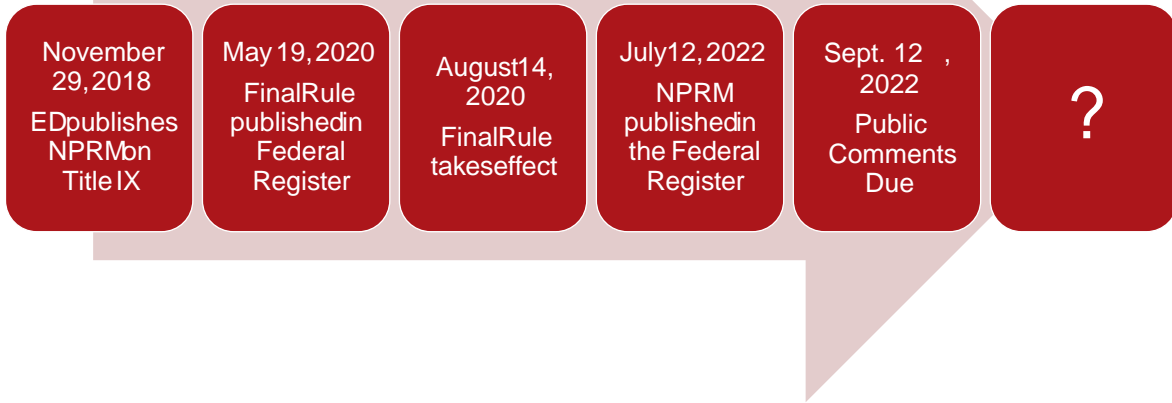 November
29,2018
EDpublishes
NPRMon
Title IX
May 19,2020
FinalRule
publishedin
Federal
Register
August14,
2020
FinalRule
takeseffect
July12,2022
NPRM
publishedin
the Federal
Register
Sept. 12 ,
2022
Public
Comments
Due
?